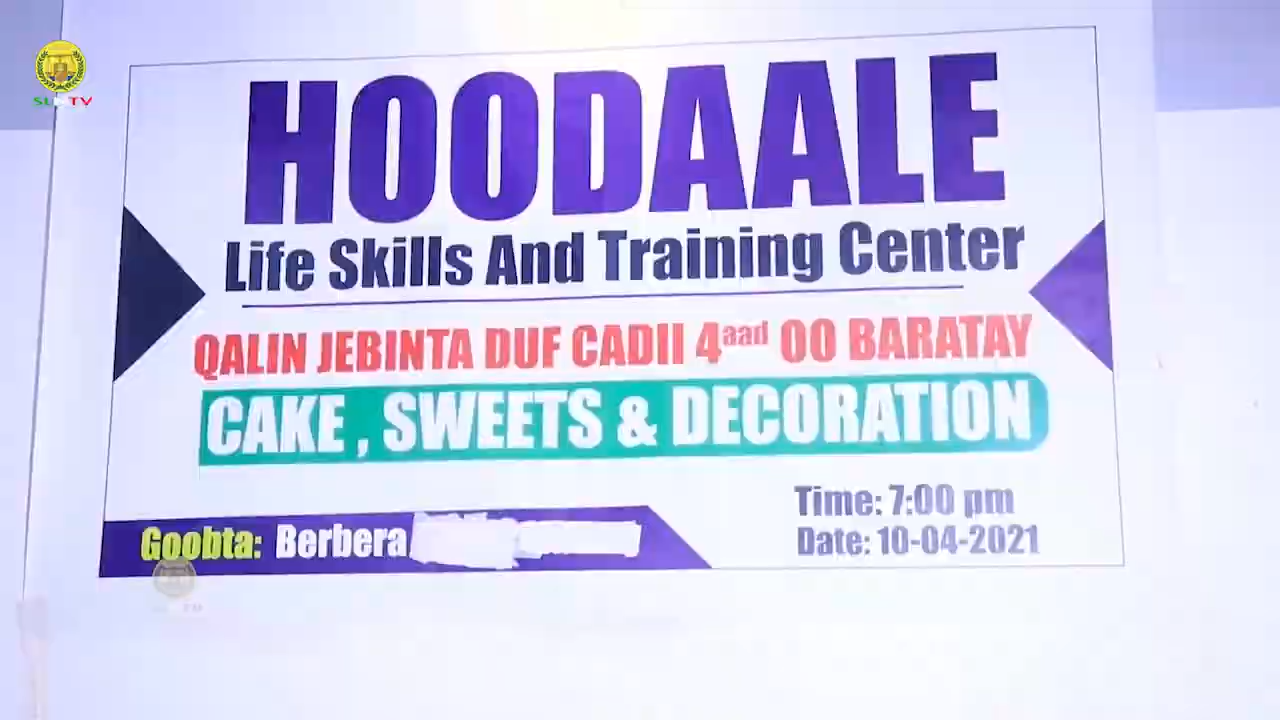 HOODAALE
Life Skills And Training Center
QALIN JEBINTA DUF CADII 4aad OO BARATAY
CAKE , SWEETS & DECORATION
Time: 7:00 pm
Goobta: Berbera
Date: 10-04-2021